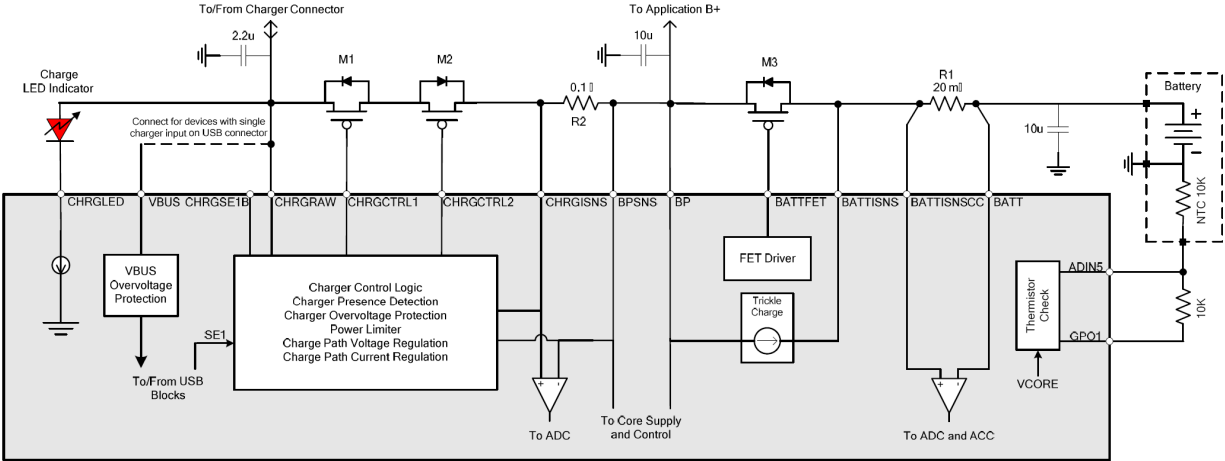 To/From Charger Connector
To Application B+
2.2u
10u
M1
M2
M3
R1
20 m▯
0.1 ▯
R2
Charge
LED Indicator
Connect for devices with single
charger input on USB connector
10u
Battery
+
-
NTC 10K
CHRGLED
VBUS
CHRGSE1B
CHRGRAW
CHRGCTRL1
CHRGCTRL2
CHRGISNS
BPSNS
BP
BATTFET
BATTISNS
BATTISNSCC
BATT
VBUS
Overvoltage
Protection
Charger Control Logic
Charger Presence Detection
Charger Overvoltage Protection
Power Limiter
Charge Path Voltage Regulation
Charge Path Current Regulation
FET Driver
Trickle
Charge
Thermistor
Check
ADIN5
GPO1
10K
VCORE
SE1
To/From USB
Blocks
+ -
To ADC
To Core Supply
and Control
+ -
To ADC and ACC